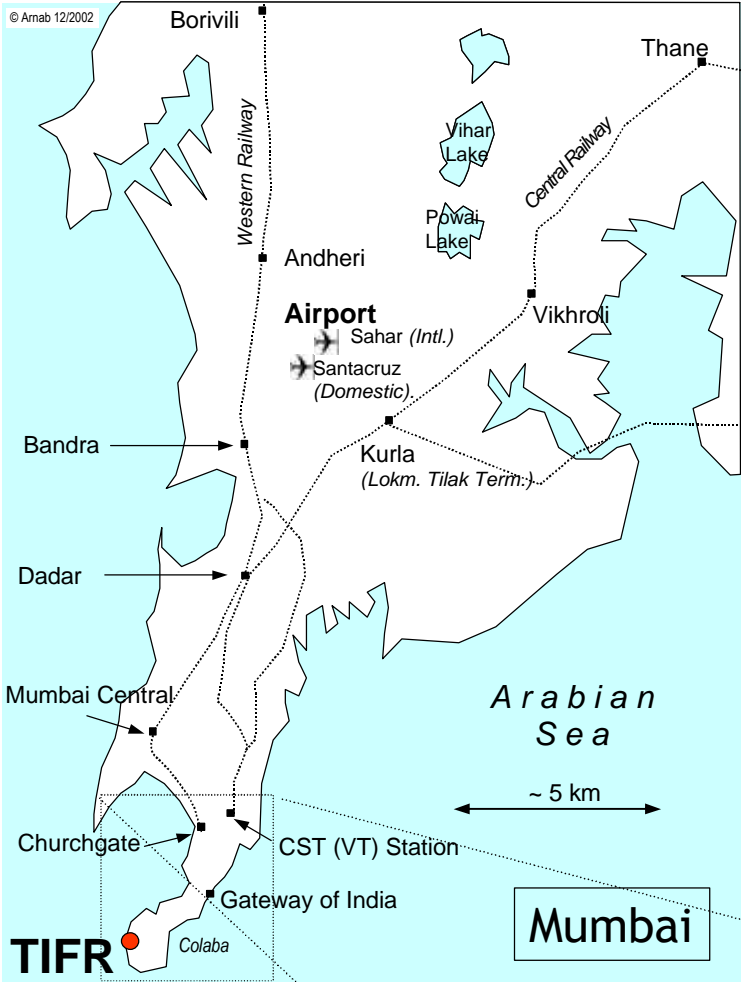 © Arnab 12/2002
Borivili
Thane
Western Railway
Central Railway
Vihar
Lake
Powai
Lake
Andheri
Airport
Sahar (Intl.)
Santacruz
(Domestic).
Vikhroli
Bandra
Kurla
(Lokm. Tilak Term.)
Dadar
Mumbai Central
Arabian
Sea
~ 5 km
Churchgate
CST (VT) Station
Gateway of India
Mumbai
TIFR
Colaba